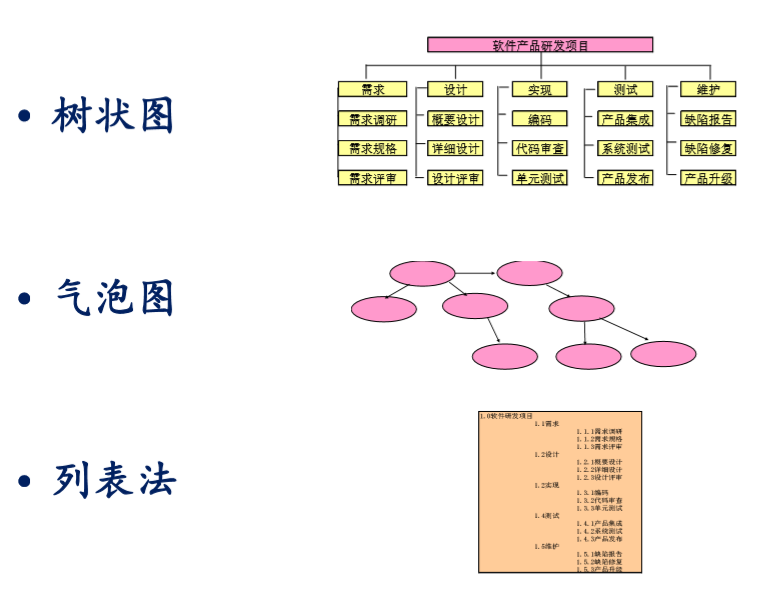 • 树状图
软件产品研发项目
需求 设计 实现 测试 维护
需求调研 概要设计 编码 产品集成 缺陷报告
需求规格 详细设计 代码审查 系统测试 缺陷修复
需求评审 设计评审 单元测试 产品发布 产品升级
• 气泡图
• 列表法
1.0软件研发项目
1.1需求
1.1.1需求调研
1.1.2需求规格
1.1.3需求评审
1.2设计
1.2.1概要设计
1.2.2详细设计
1.2.3设计评审
1.2实现
1.3.1编码
1.3.2代码审查
1.3.3单元测试
1.4测试
1.4.1产品集成
1.4.2系统测试
1.4.3产品发布
1.5维护
1.5.1缺陷报告
1.5.2缺陷修复
1.5.3产品升级